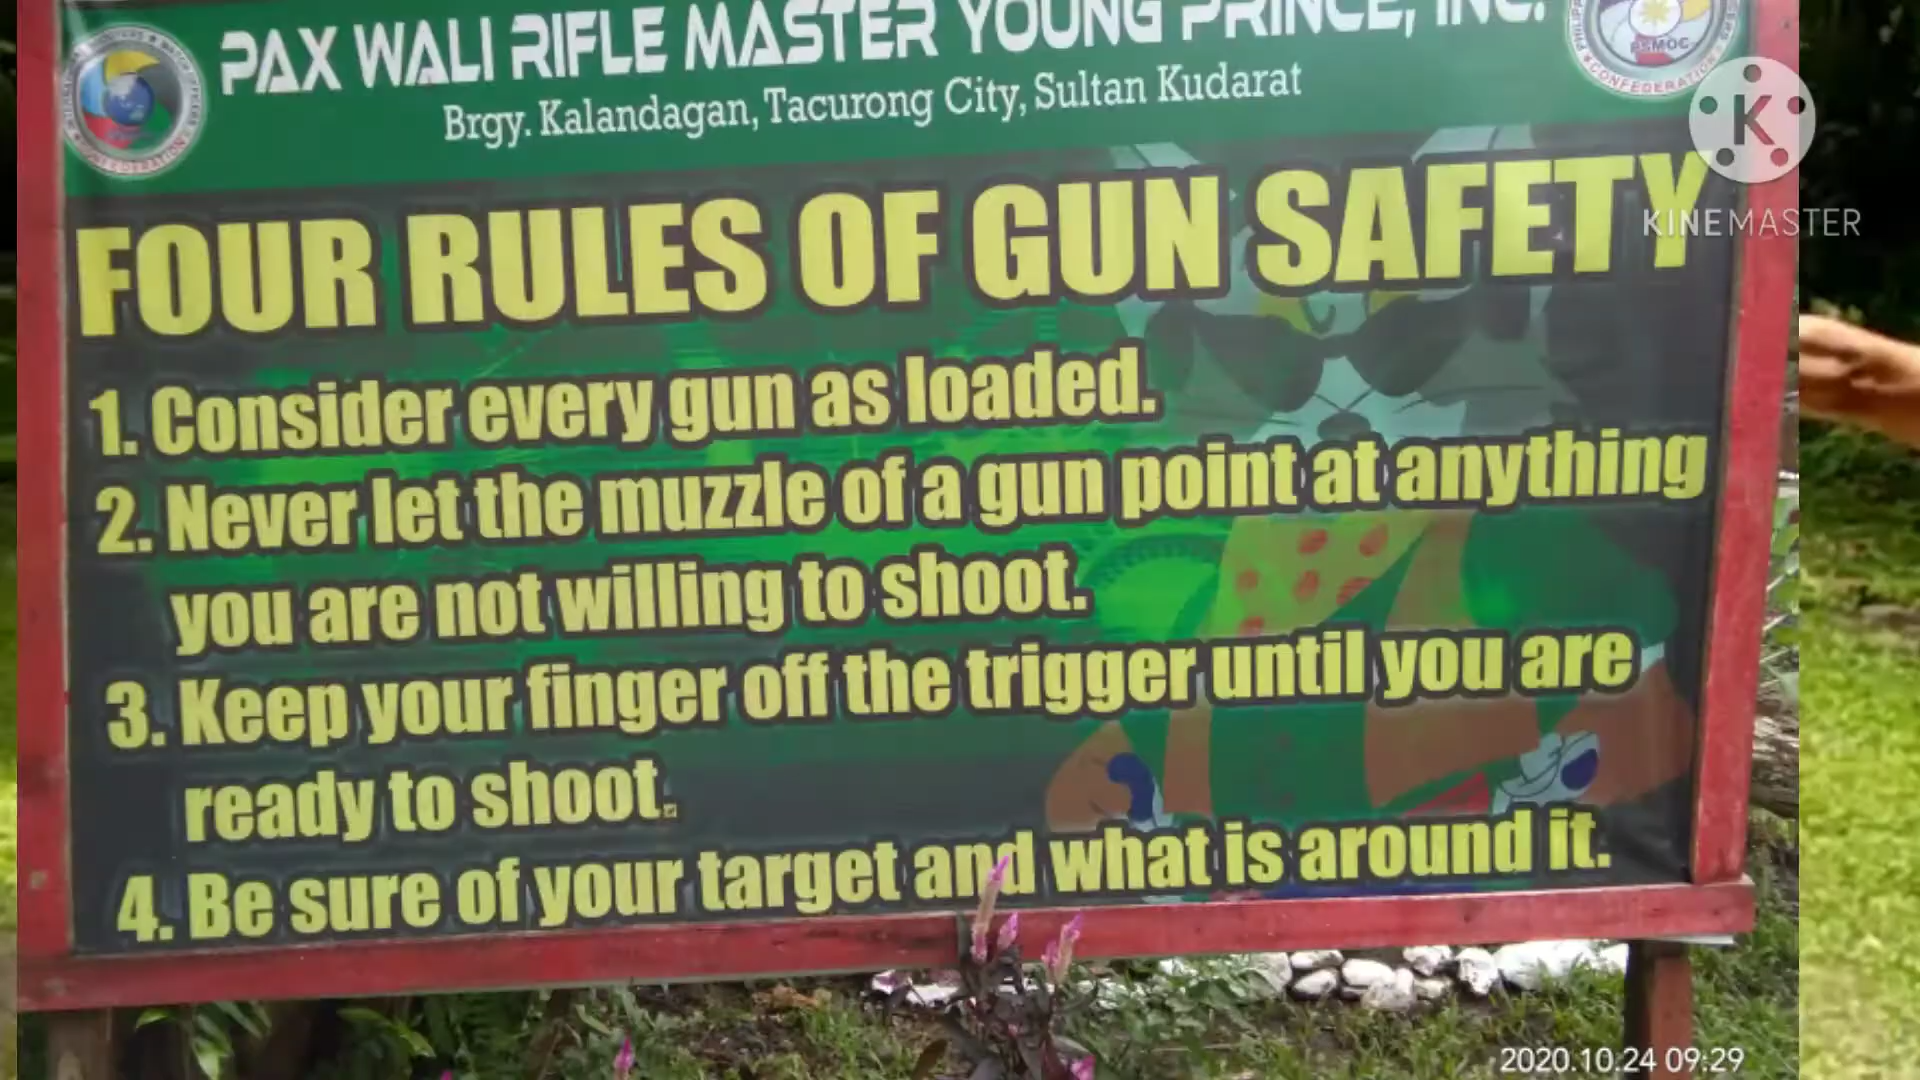 PAX WALI RIFLE MASTER YOUNG PRINCE, INC.
Brgy. Kalandagan, Tacurong City, Sultan Kudarat
PSMOC
CONFEDERATION
K
KINEMASTER
FOUR RULES OF GUN SAFETY
1. Consider every gun as loaded.
2. Never let the muzzle of a gun point at anything
you are not willing to shoot.
3. Keep your finger off the trigger until you are
ready to shoot.
4. Be sure of your target and what is around it.
2020.10.24 09:29